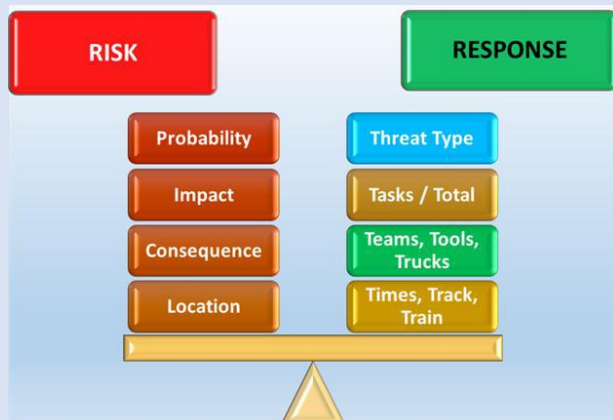 RISK
RESPONSE
Probability
Threat Type
Impact
Tasks / Total
Consequence
Teams, Tools,
Trucks
Location
Times, Track,
Train